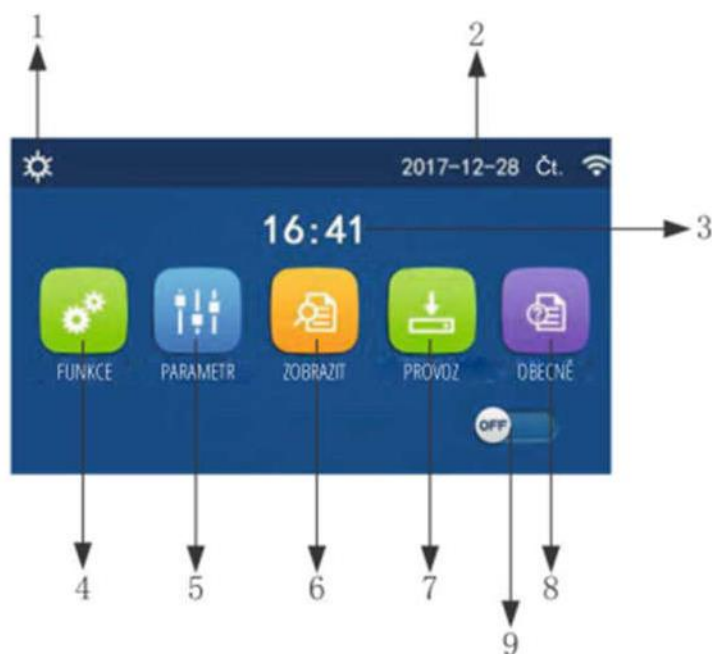 1
2
2017-12-28 Čt.
16:41
3
FUNKCE PARAMETR ZOBRAZIT PROVOZ OBECNĚ
OFF
4 5 6 7 8
9